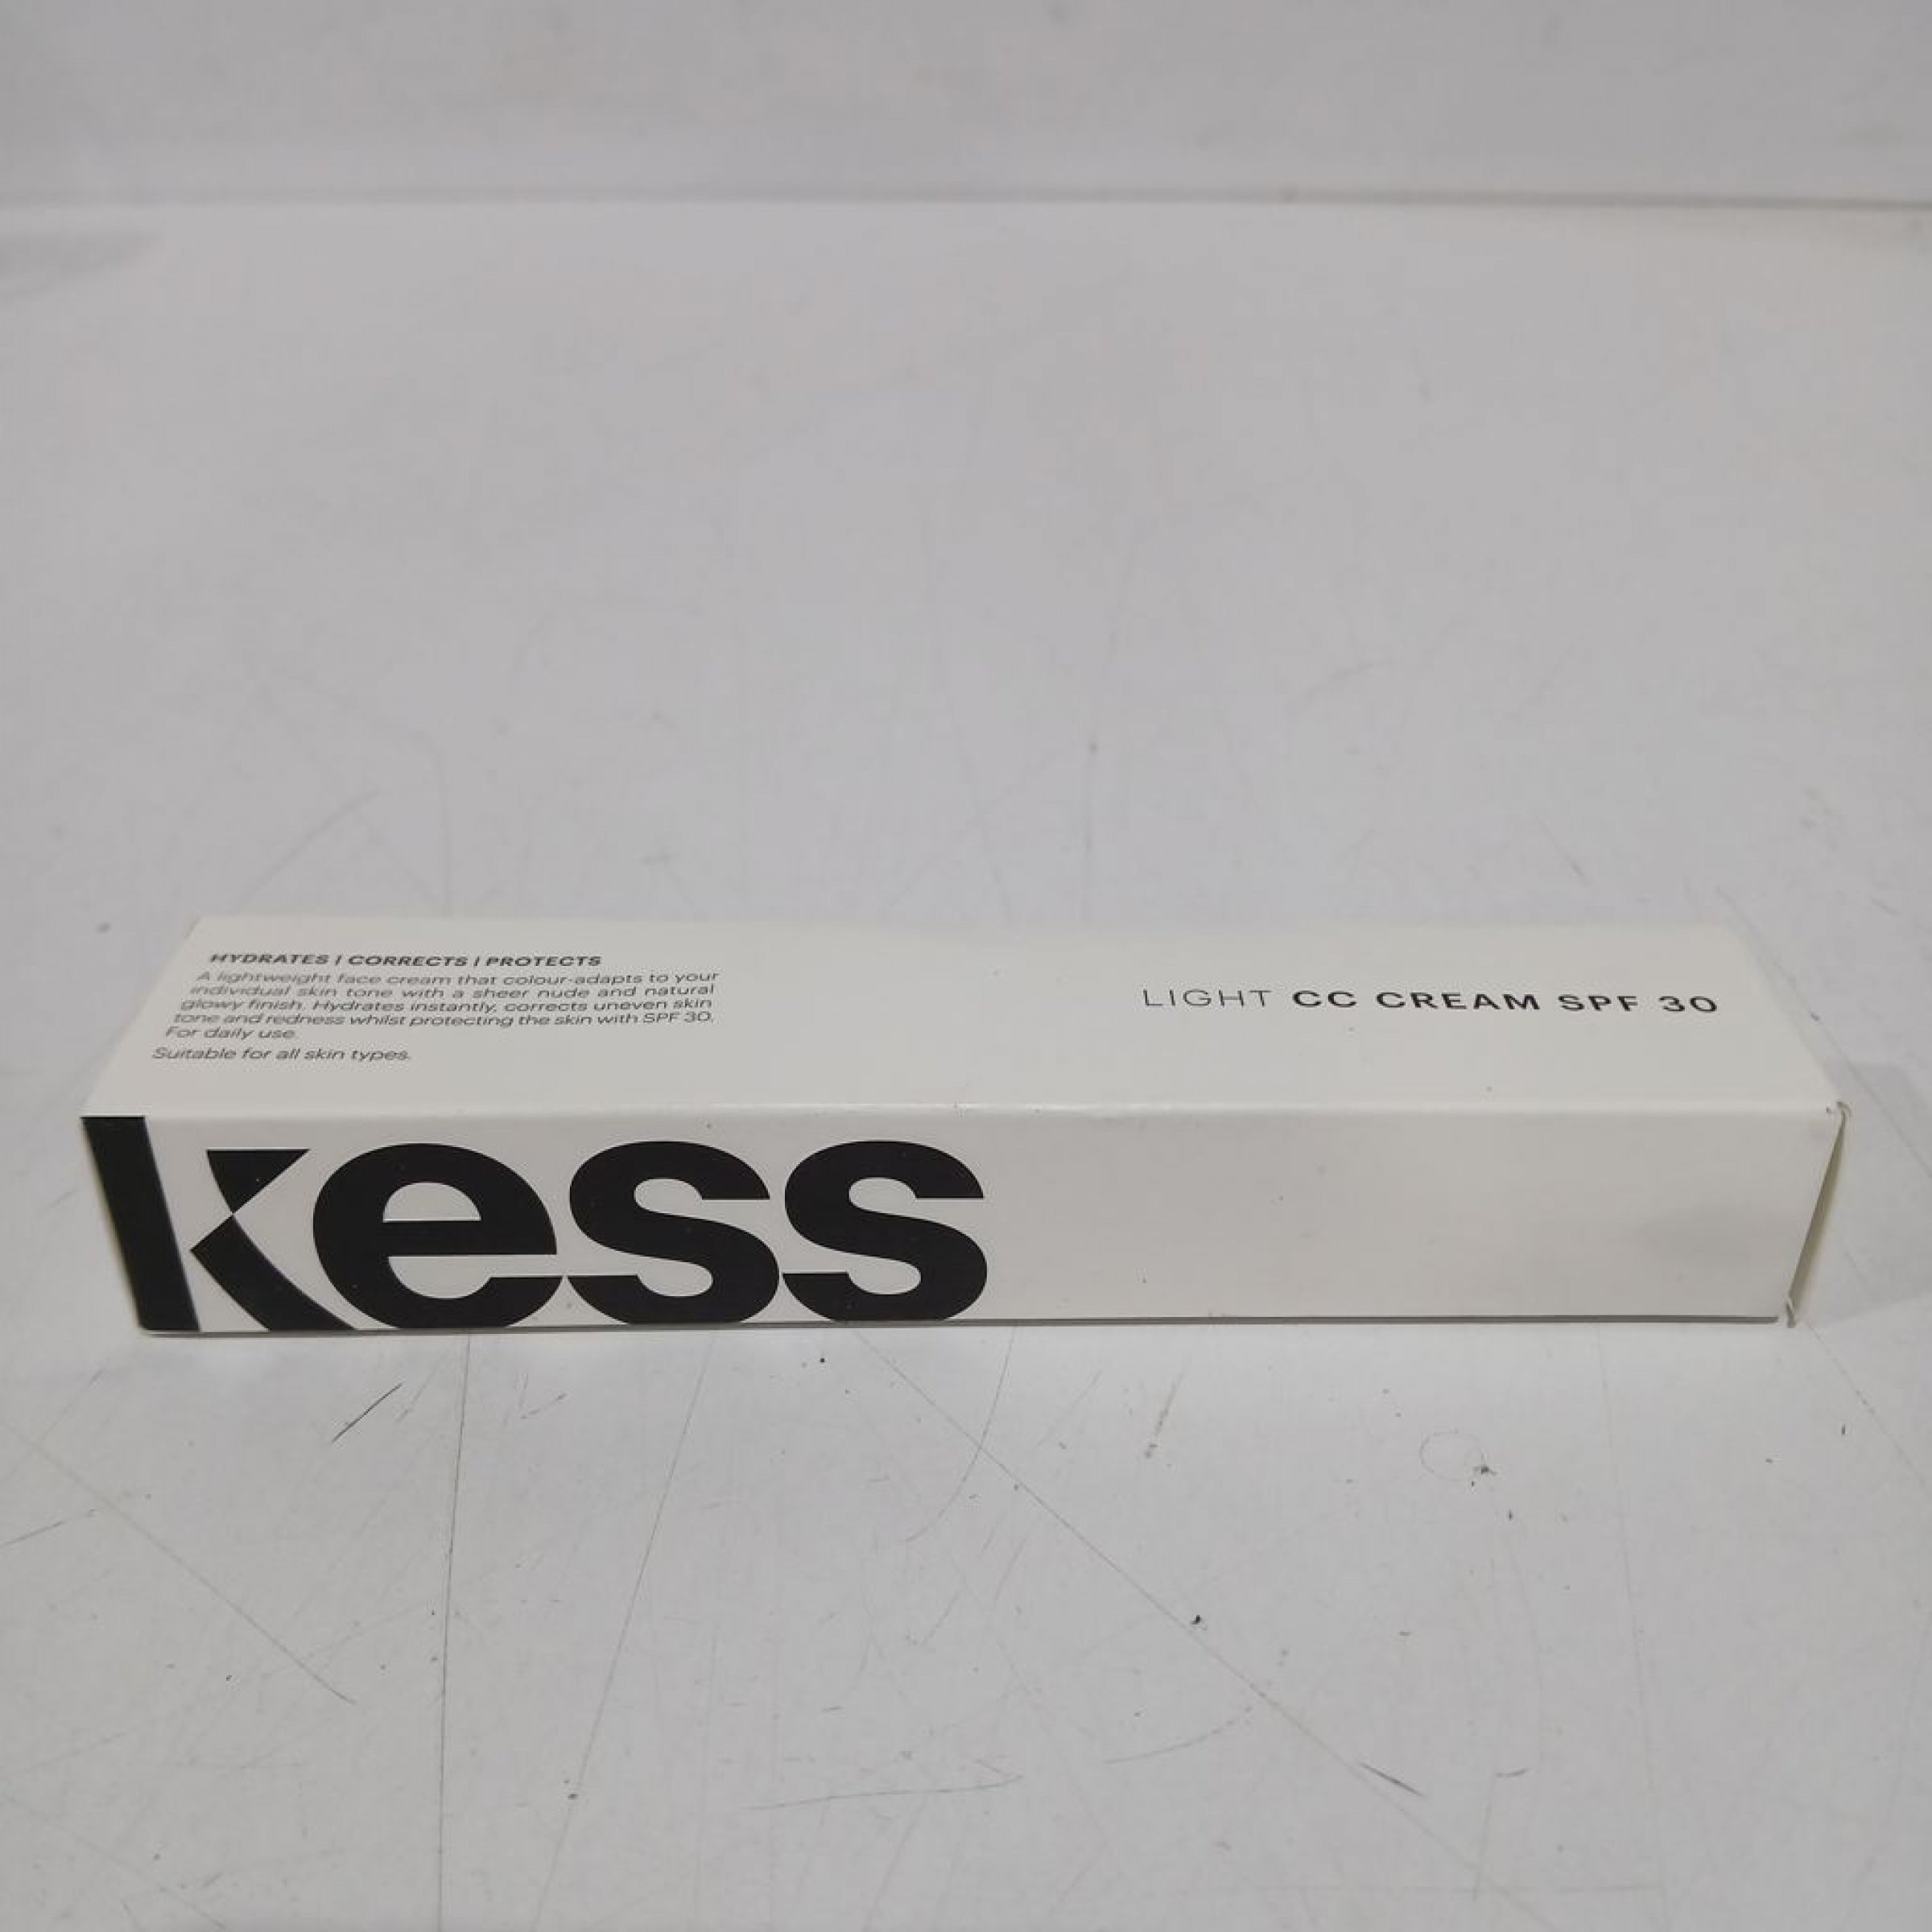 HYDRATES | CORRECTS | PROTECTS
A lightweight face cream that colour-adapts to your
individual skin tone with a sheer nude and natural
glowy finish. Hydrates instantly, corrects uneven skin
tone and redness whilst protecting the skin with SPF 30.
For daily use.
Suitable for all skin types.
LIGHT CC CREAM SPF 30
kess